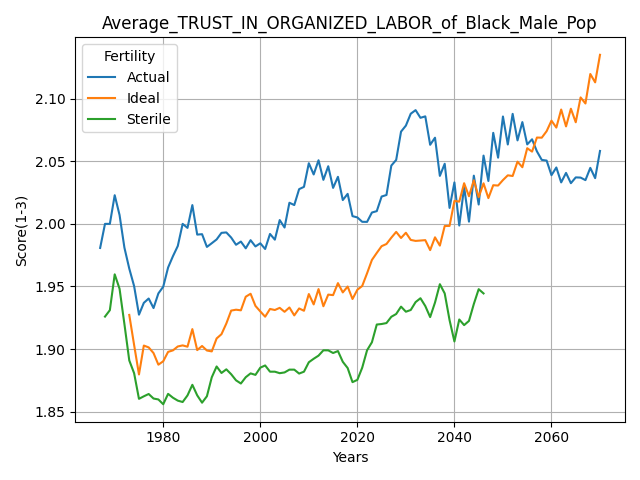 Average_TRUST_IN_ORGANIZED_LABOR_of_Black_Male_Pop
Fertility
Actual
Ideal
Sterile
Score(1-3)
2.10
2.05
2.00
1.95
1.90
1.85
1980 2000 2020 2040 2060
Years